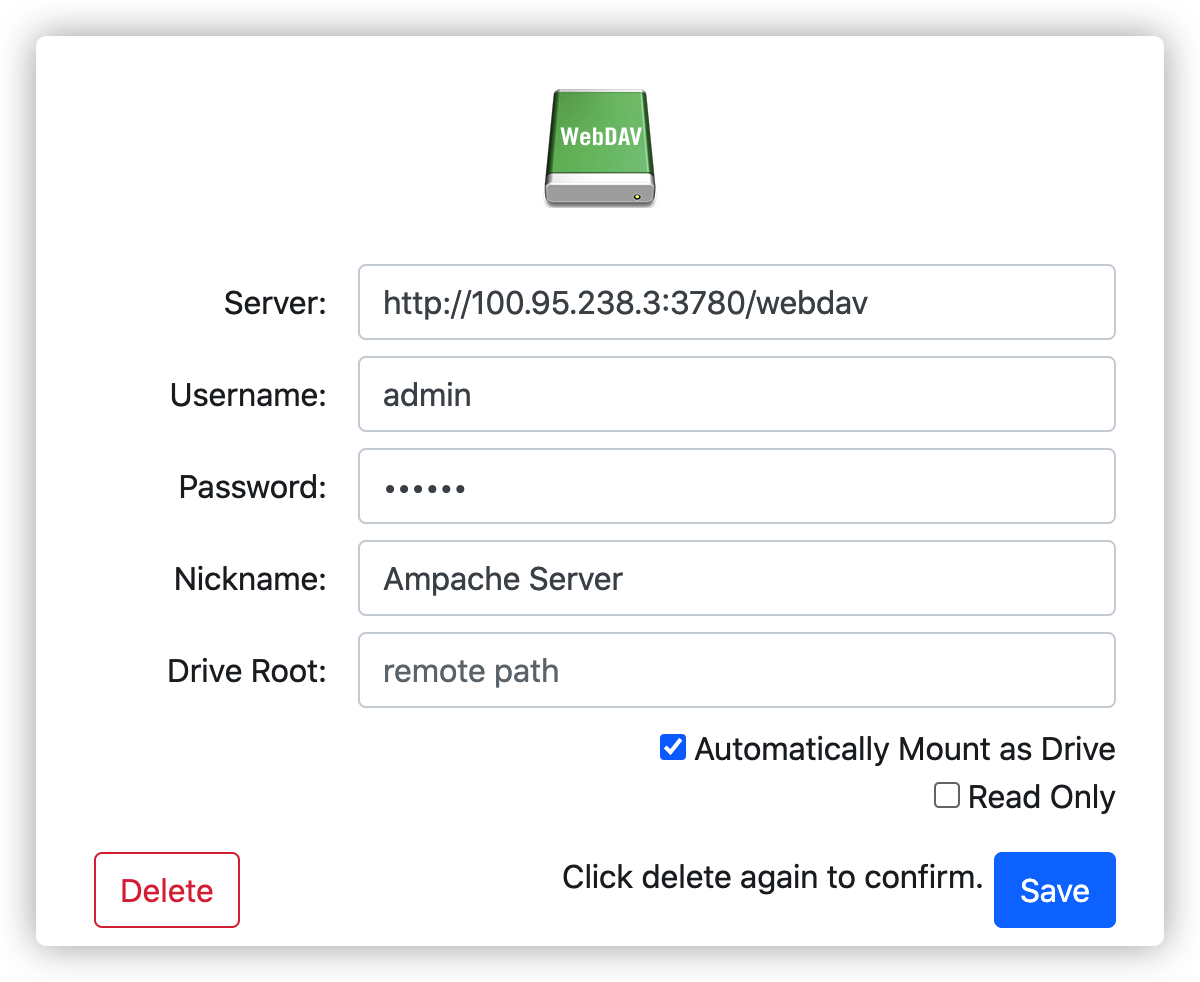 WebDAV
Server: http://100.95.238.3:3780/webdav
Username: admin
Password: ••••••
Nickname: Ampache Server
Drive Root: remote path
Automatically Mount as Drive
Read Only
Delete Click delete again to confirm. Save